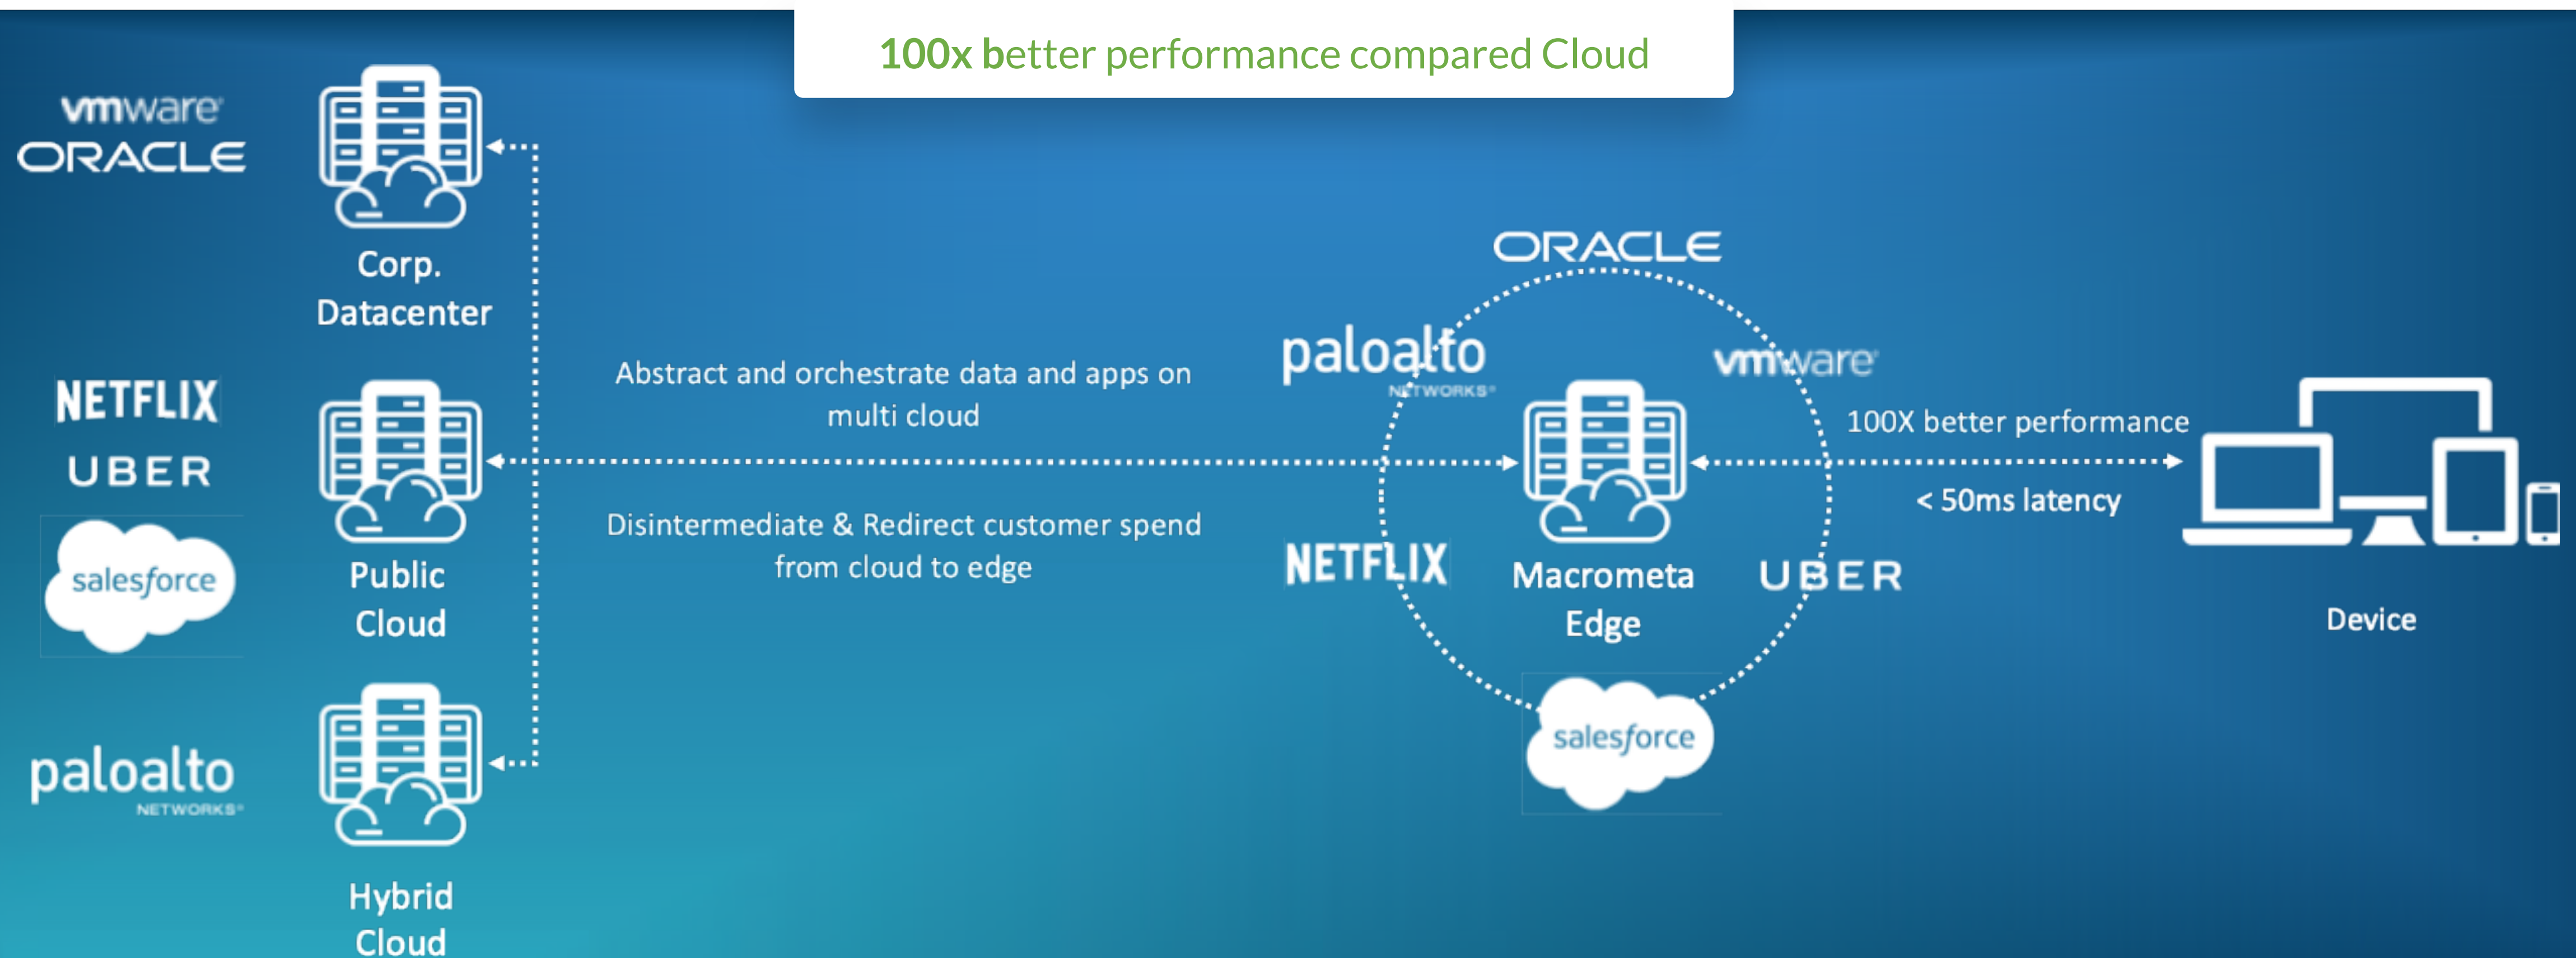 100x better performance compared Cloud
vmware®
ORACLE
Corp.
Datacenter
NETFLIX
UBER
salesforce
Public
Cloud
paloalto
NETWORKS®
Hybrid
Cloud
Abstract and orchestrate data and apps on
multi cloud
Disintermediate & Redirect customer spend
from cloud to edge
ORACLE
paloalto
NETWORKS®
vmware®
NETFLIX
Macrometa
Edge
UBER
salesforce
100X better performance
< 50ms latency
Device